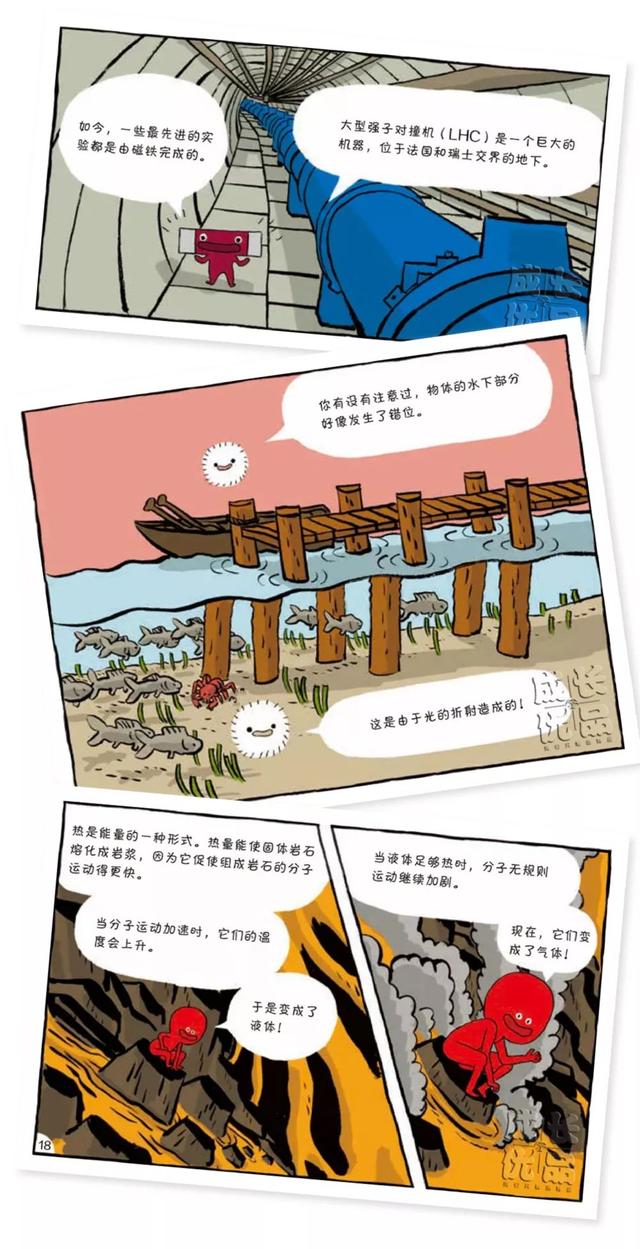 如今，一些最先进的实
验都是由磁铁完成的。
大型强子对撞机（LHC）是一个巨大的
机器，位于法国和瑞士交界的地下。
你有没有注意过，物体的水下部分
好像发生了错位。
这是由于光的折射造成的！
成长
优品
热是能量的一种形式。热量能使固体岩石
熔化成岩浆，因为它促使组成岩石的分子
运动得更快。
当分子运动加速时，它们的温
度会上升。
于是变成了
液体！
当液体足够热时，分子无规则
运动继续加剧。
现在，它们变
成了气体！
18
成长
优品